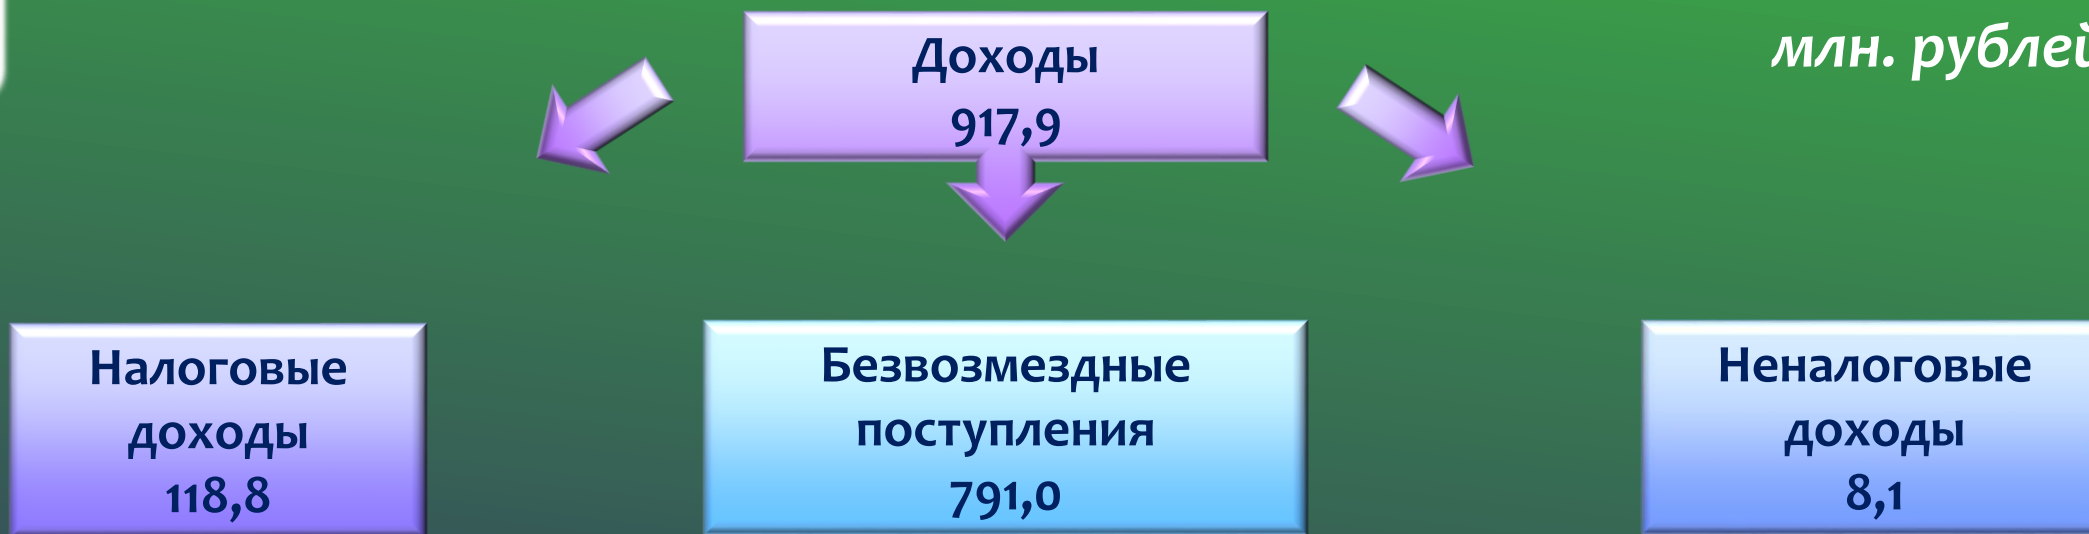 Доходы
917,9
млн. рублей
Налоговые
доходы
118,8
Безвозмездные
поступления
791,0
Неналоговые
доходы
8,1